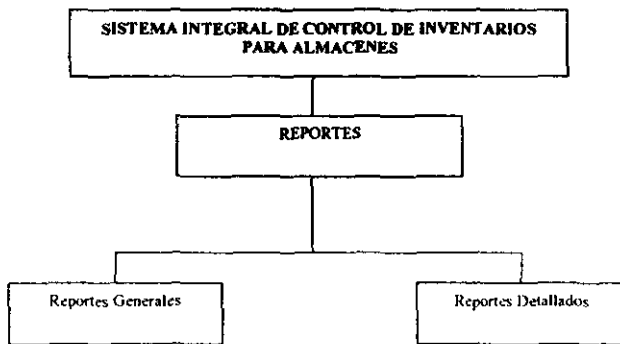 SISTEMA INTEGRAL DE CONTROL DE INVENTARIOS
PARA ALMACENES
REPORTES
Reportes Generales
Reportes Detallados